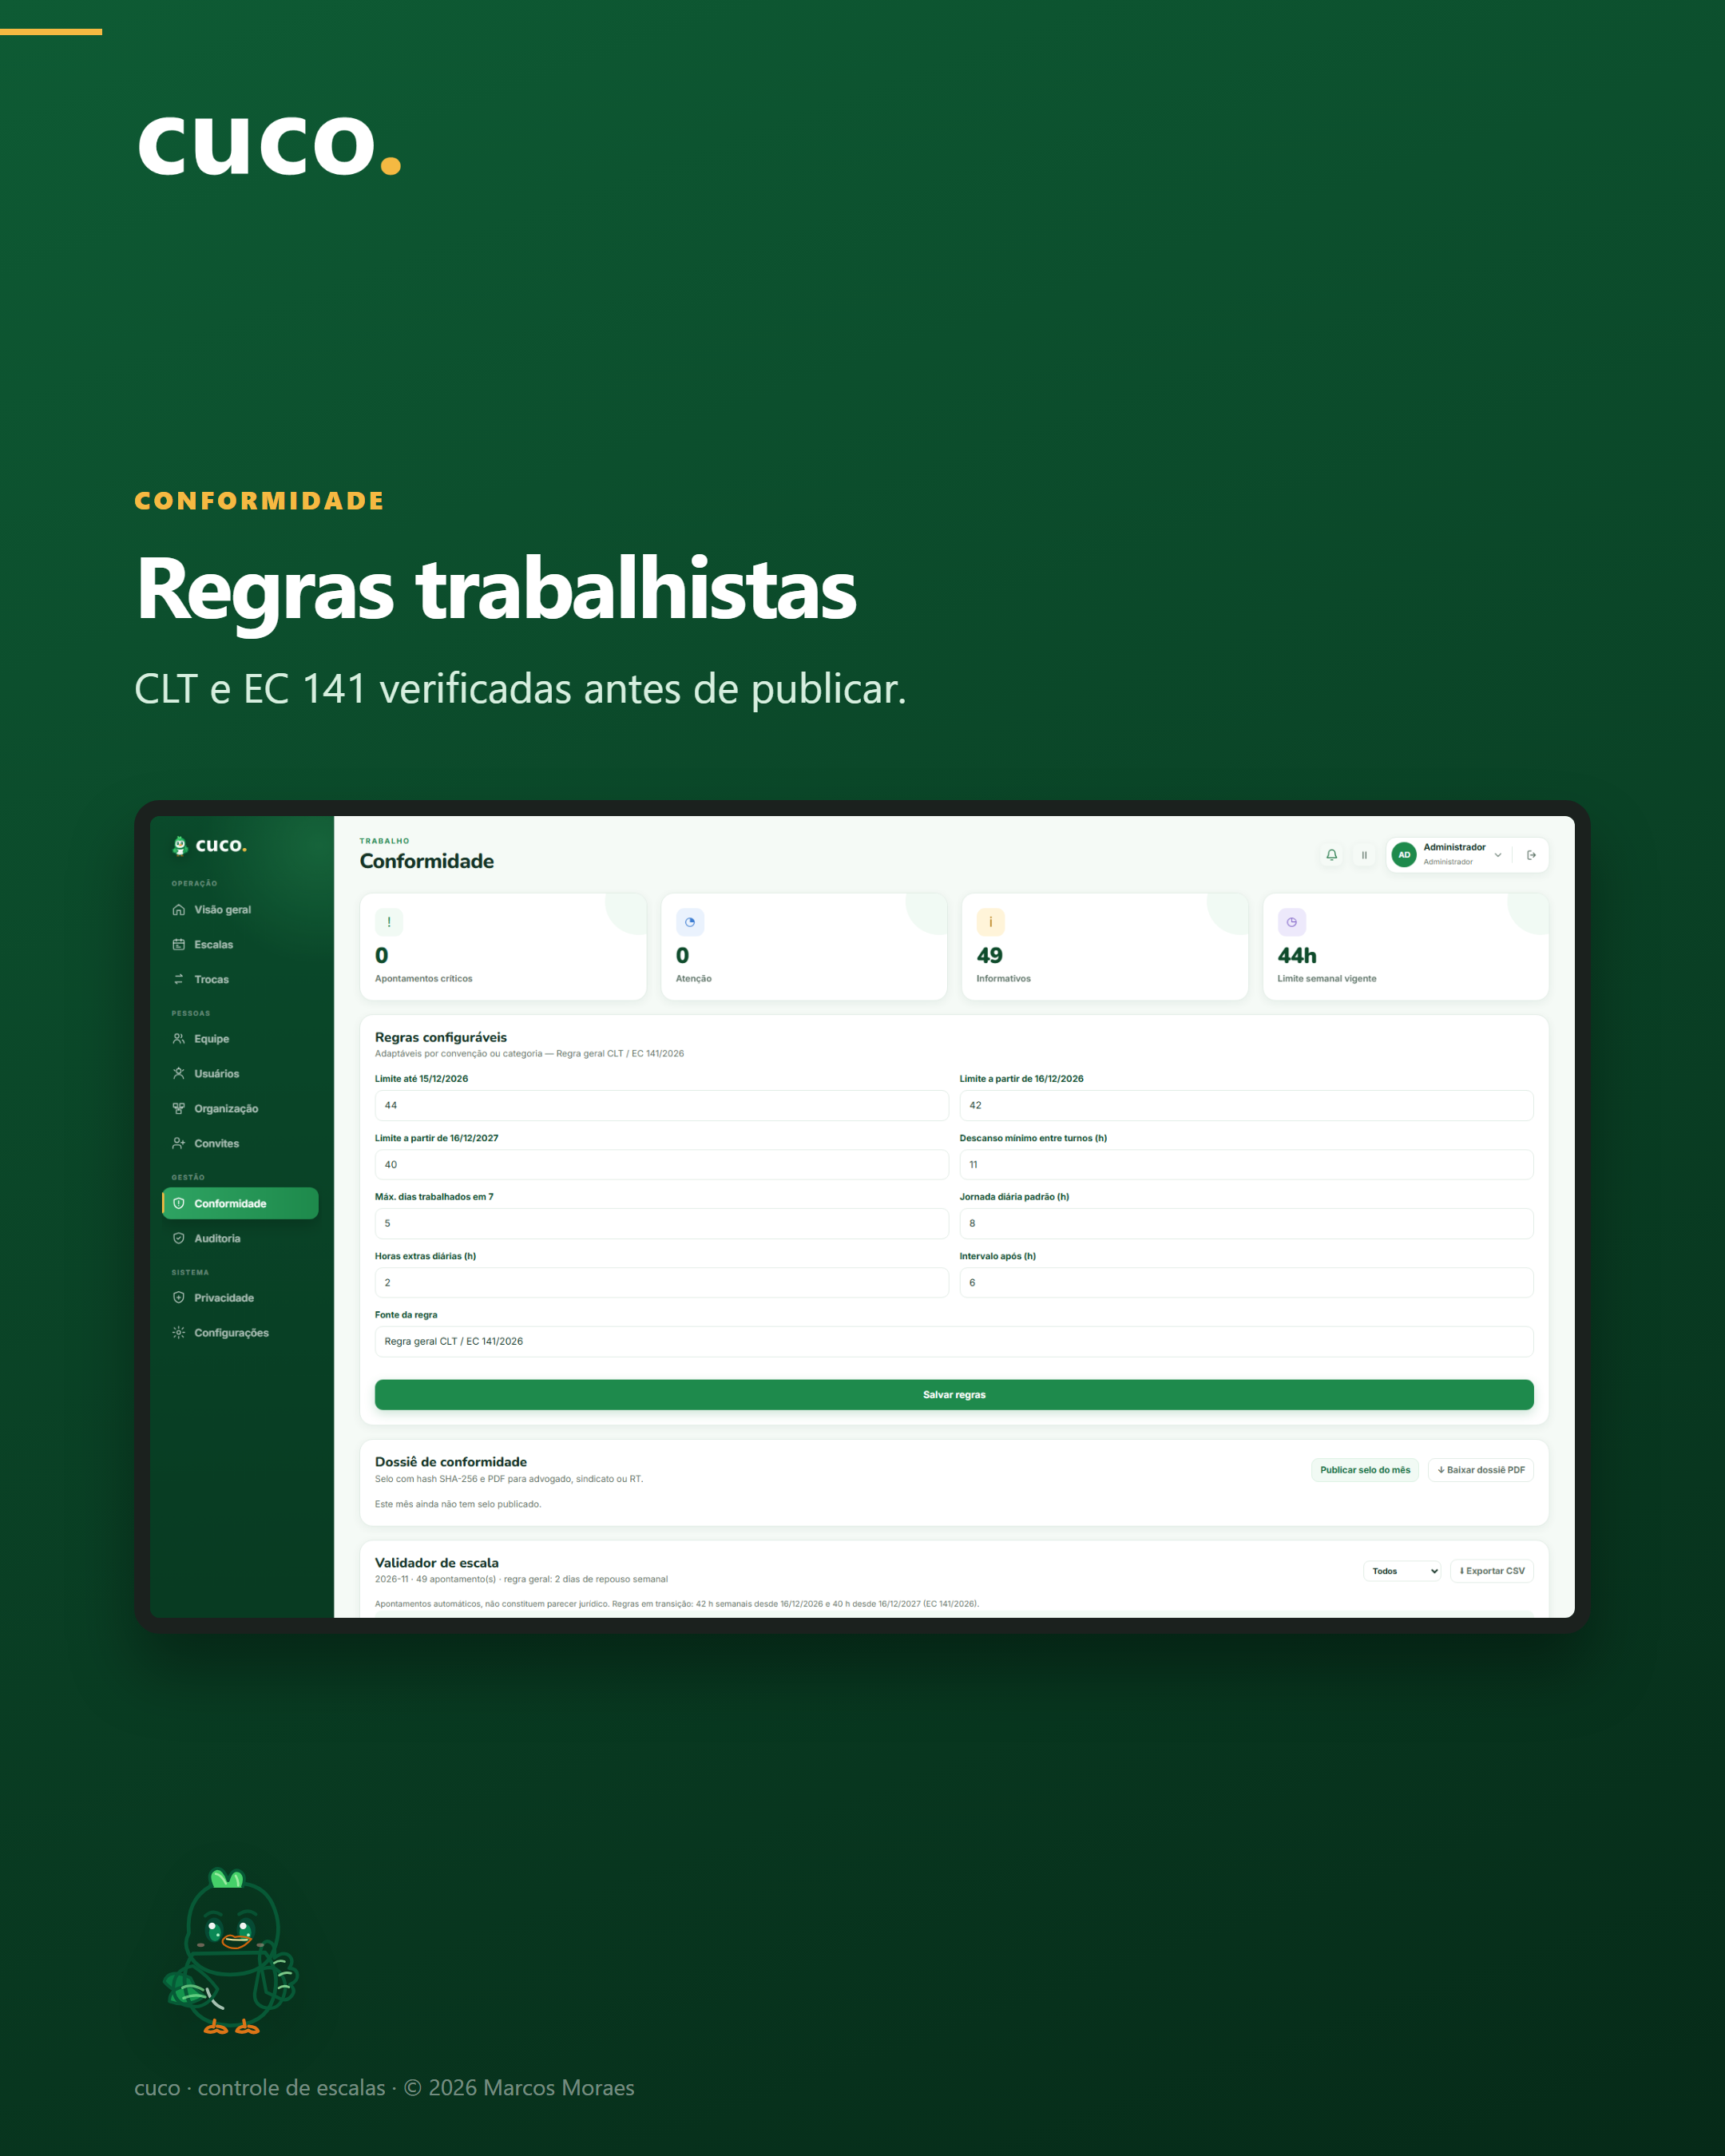 cuco.
CONFORMIDADE
Regras trabalhistas
CLT e EC 141 verificadas antes de publicar.
cuco.
OPERAÇÃO
Visão geral
Escalas
Trocas
PESSOAS
Equipe
Usuários
Organização
Convites
GESTÃO
Conformidade
Auditoria
SISTEMA
Privacidade
Configurações
TRABALHO
Conformidade
AD
Administrador
Administrador
0
Apontamentos críticos
0
Atenção
49
Informativos
44h
Limite semanal vigente
Regras configuráveis
Adaptáveis por convenção ou categoria — Regra geral CLT / EC 141/2026
Limite até 15/12/2026
44
Limite a partir de 16/12/2026
42
Limite a partir de 16/12/2027
40
Descanso mínimo entre turnos (h)
11
Máx. dias trabalhados em 7
5
Jornada diária padrão (h)
8
Horas extras diárias (h)
2
Intervalo após (h)
6
Fonte da regra
Regra geral CLT / EC 141/2026
Salvar regras
Dossiê de conformidade
Selo com hash SHA-256 e PDF para advogado, sindicato ou RT.
Publicar selo do mês
↓ Baixar dossiê PDF
Este mês ainda não tem selo publicado.
Validador de escala
2026-11 · 49 apontamento(s) · regra geral: 2 dias de repouso semanal
Todos
⬇ Exportar CSV
Apontamentos automáticos, não constituem parecer jurídico. Regras em transição: 42 h semanais desde 16/12/2026 e 40 h desde 16/12/2027 (EC 141/2026).
cuco · controle de escalas · © 2026 Marcos Moraes